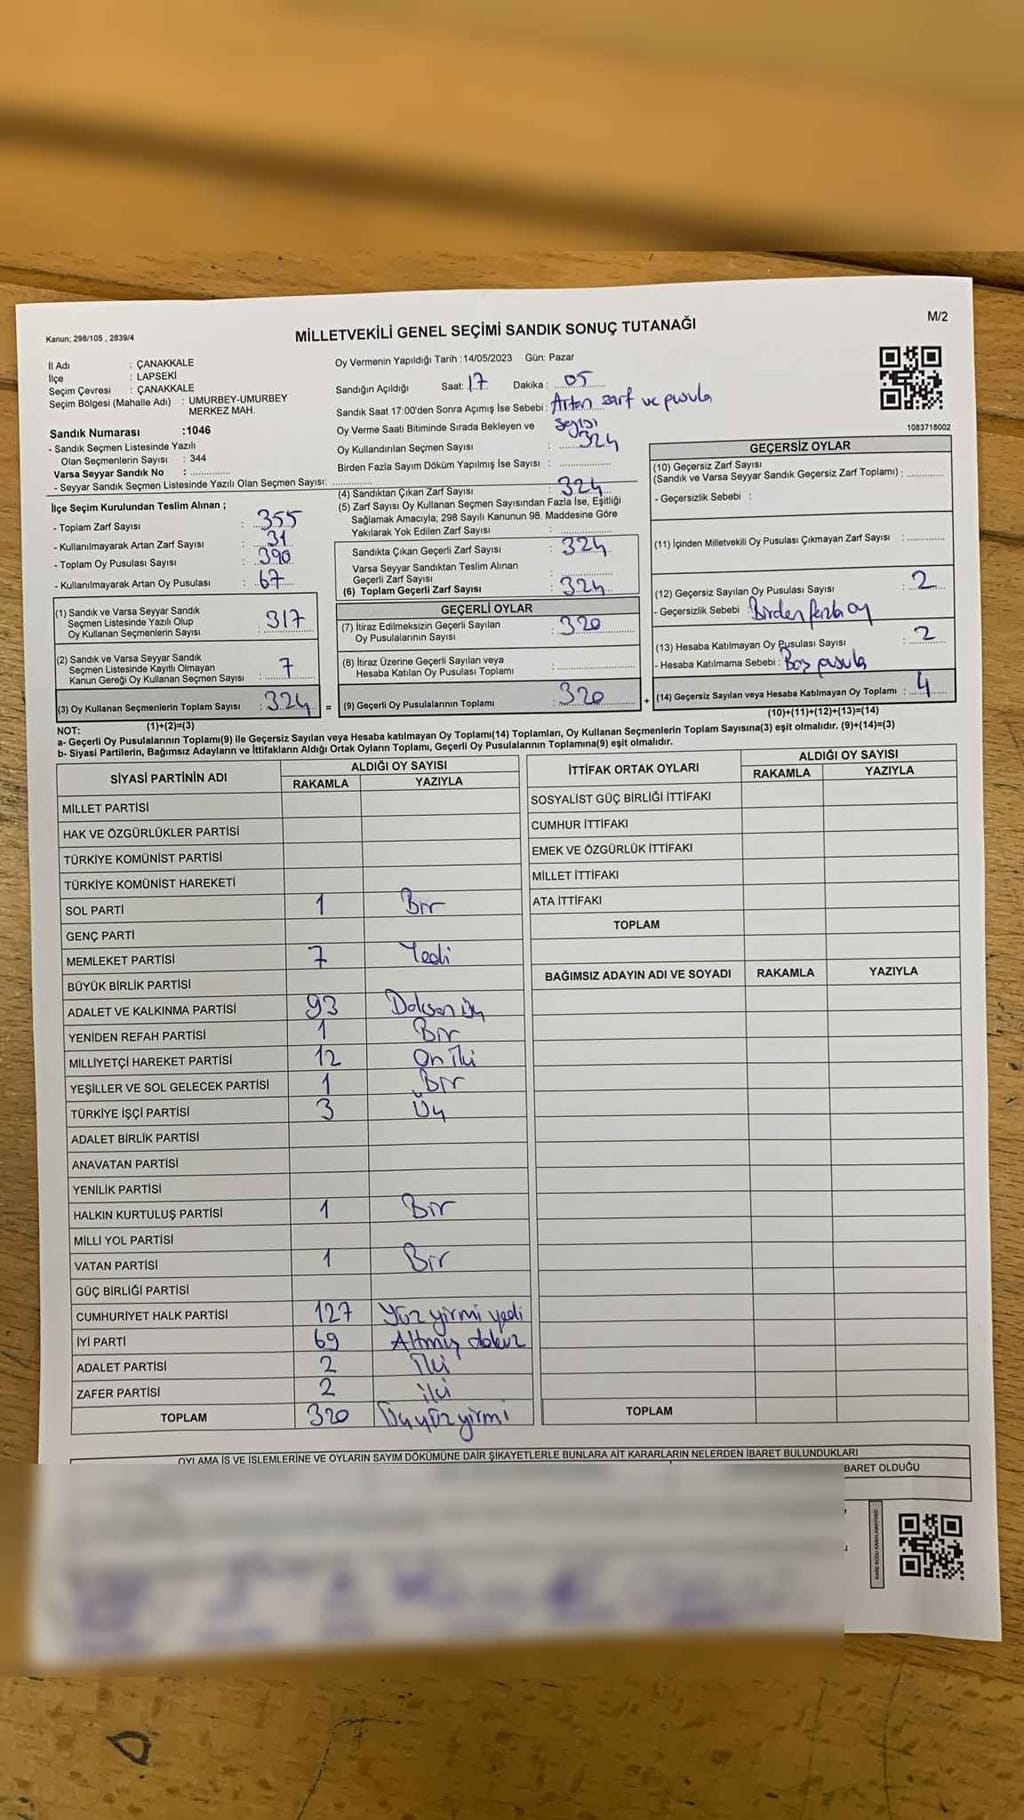 M/2
Kanun; 298/105 , 2839/4
MİLLETVEKİLİ GENEL SEÇİMİ SANDIK SONUÇ TUTANAĞI
İl Adı : ÇANAKKALE
İlçe : LAPSEKİ
Seçim Çevresi : ÇANAKKALE
Seçim Bölgesi (Mahalle Adı) : UMURBEY-UMURBEY
MERKEZ MAH.
Sandık Numarası :1046
- Sandık Seçmen Listesinde Yazılı
Olan Seçmenlerin Sayısı : 344
Varsa Seyyar Sandık No : ..............
- Seyyar Sandık Seçmen Listesinde Yazılı Olan Seçmen Sayısı: ..............
Oy Vermenin Yapıldığı Tarih :14/05/2023 Gün: Pazar
Sandığın Açıldığı Saat: 17 Dakika : 05
Sandık Saat 17:00'den Sonra Açımış İse Sebebi : Artan zarf ve pusula
sayısı
Oy Verme Saati Bitiminde Sırada Bekleyen ve
Oy Kullandırılan Seçmen Sayısı : 324
Birden Fazla Sayım Döküm Yapılmış İse Sayısı : ..............
1083718002
İlçe Seçim Kurulundan Teslim Alınan ;
- Toplam Zarf Sayısı : 355
- Kullanılmayarak Artan Zarf Sayısı : 31
- Toplam Oy Pusulası Sayısı : 390
- Kullanılmayarak Artan Oy Pusulası : 67
(1) Sandık ve Varsa Seyyar Sandık
Seçmen Listesinde Yazılı Olup
Oy Kullanan Seçmenlerin Sayısı : 317
(2) Sandık ve Varsa Seyyar Sandık
Seçmen Listesinde Kayıtlı Olmayan
Kanun Gereği Oy Kullanan Seçmen Sayısı : 7
(3) Oy Kullanan Seçmenlerin Toplam Sayısı : 324 =
(1)+(2)=(3)
(4) Sandıktan Çıkan Zarf Sayısı : 324
(5) Zarf Sayısı Oy Kullanan Seçmen Sayısından Fazla İse, Eşitliği
Sağlamak Amacıyla; 298 Sayılı Kanunun 98. Maddesine Göre
Yakılarak Yok Edilen Zarf Sayısı : ..............
Sandıkta Çıkan Geçerli Zarf Sayısı : 324
Varsa Seyyar Sandıktan Teslim Alınan
Geçerli Zarf Sayısı : ..............
(6) Toplam Geçerli Zarf Sayısı : 324
GEÇERLİ OYLAR
(7) İtiraz Edilmeksizin Geçerli Sayılan
Oy Pusulalarının Sayısı : 320
(8) İtiraz Üzerine Geçerli Sayılan veya
Hesaba Katılan Oy Pusulası Toplamı : ..............
(9) Geçerli Oy Pusulalarının Toplamı : 320 +
GEÇERSİZ OYLAR
(10) Geçersiz Zarf Sayısı
(Sandık ve Varsa Seyyar Sandık Geçersiz Zarf Toplamı) : ..............
- Geçersizlik Sebebi :
(11) İçinden Milletvekili Oy Pusulası Çıkmayan Zarf Sayısı : ..............
(12) Geçersiz Sayılan Oy Pusulası Sayısı : 2
- Geçersizlik Sebebi : Birden fazla oy
(13) Hesaba Katılmayan Oy Pusulası Sayısı : 2
- Hesaba Katılmama Sebebi : Boş pusula
(14) Geçersiz Sayılan veya Hesaba Katılmayan Oy Toplamı : 4
(10)+(11)+(12)+(13)=(14)
NOT:
a- Geçerli Oy Pusulalarının Toplamı(9) ile Geçersiz Sayılan veya Hesaba katılmayan Oy Toplamı(14) Toplamları, Oy Kullanan Seçmenlerin Toplam Sayısına(3) eşit olmalıdır. (9)+(14)=(3)
b- Siyasi Partilerin, Bağımsız Adayların ve İttifakların Aldığı Ortak Oyların Toplamı, Geçerli Oy Pusulalarının Toplamına(9) eşit olmalıdır.
SİYASİ PARTİNİN ADI ALDIĞI OY SAYISI
RAKAMLA YAZIYLA
MİLLET PARTİSİ
HAK VE ÖZGÜRLÜKLER PARTİSİ
TÜRKİYE KOMÜNİST PARTİSİ
TÜRKİYE KOMÜNİST HAREKETİ
SOL PARTİ 1 Bir
GENÇ PARTİ
MEMLEKET PARTİSİ 7 Yedi
BÜYÜK BİRLİK PARTİSİ
ADALET VE KALKINMA PARTİSİ 93 Doksan üç
YENİDEN REFAH PARTİSİ 1 Bir
MİLLİYETÇİ HAREKET PARTİSİ 12 On İki
YEŞİLLER VE SOL GELECEK PARTİSİ 1 Bir
TÜRKİYE İŞÇİ PARTİSİ 3 Üç
ADALET BİRLİK PARTİSİ
ANAVATAN PARTİSİ
YENİLİK PARTİSİ
HALKIN KURTULUŞ PARTİSİ 1 Bir
MİLLİ YOL PARTİSİ
VATAN PARTİSİ 1 Bir
GÜÇ BİRLİĞİ PARTİSİ
CUMHURİYET HALK PARTİSİ 127 Yüz yirmi yedi
İYİ PARTİ 69 Altmış dokuz
ADALET PARTİSİ 2 İki
ZAFER PARTİSİ 2 iki
TOPLAM 320 Üçyüz yirmi
İTTİFAK ORTAK OYLARI ALDIĞI OY SAYISI
RAKAMLA YAZIYLA
SOSYALİST GÜÇ BİRLİĞİ İTTİFAKI
CUMHUR İTTİFAKI
EMEK VE ÖZGÜRLÜK İTTİFAKI
MİLLET İTTİFAKI
ATA İTTİFAKI
TOPLAM
BAĞIMSIZ ADAYIN ADI VE SOYADI RAKAMLA YAZIYLA
TOPLAM
OYLAMA İŞ VE İŞLEMLERİNE VE OYLARIN SAYIM DÖKÜMÜNE DAİR ŞİKAYETLERLE BUNLARA AİT KARARLARIN NELERDEN İBARET BULUNDUKLARI
BARET OLDUĞU